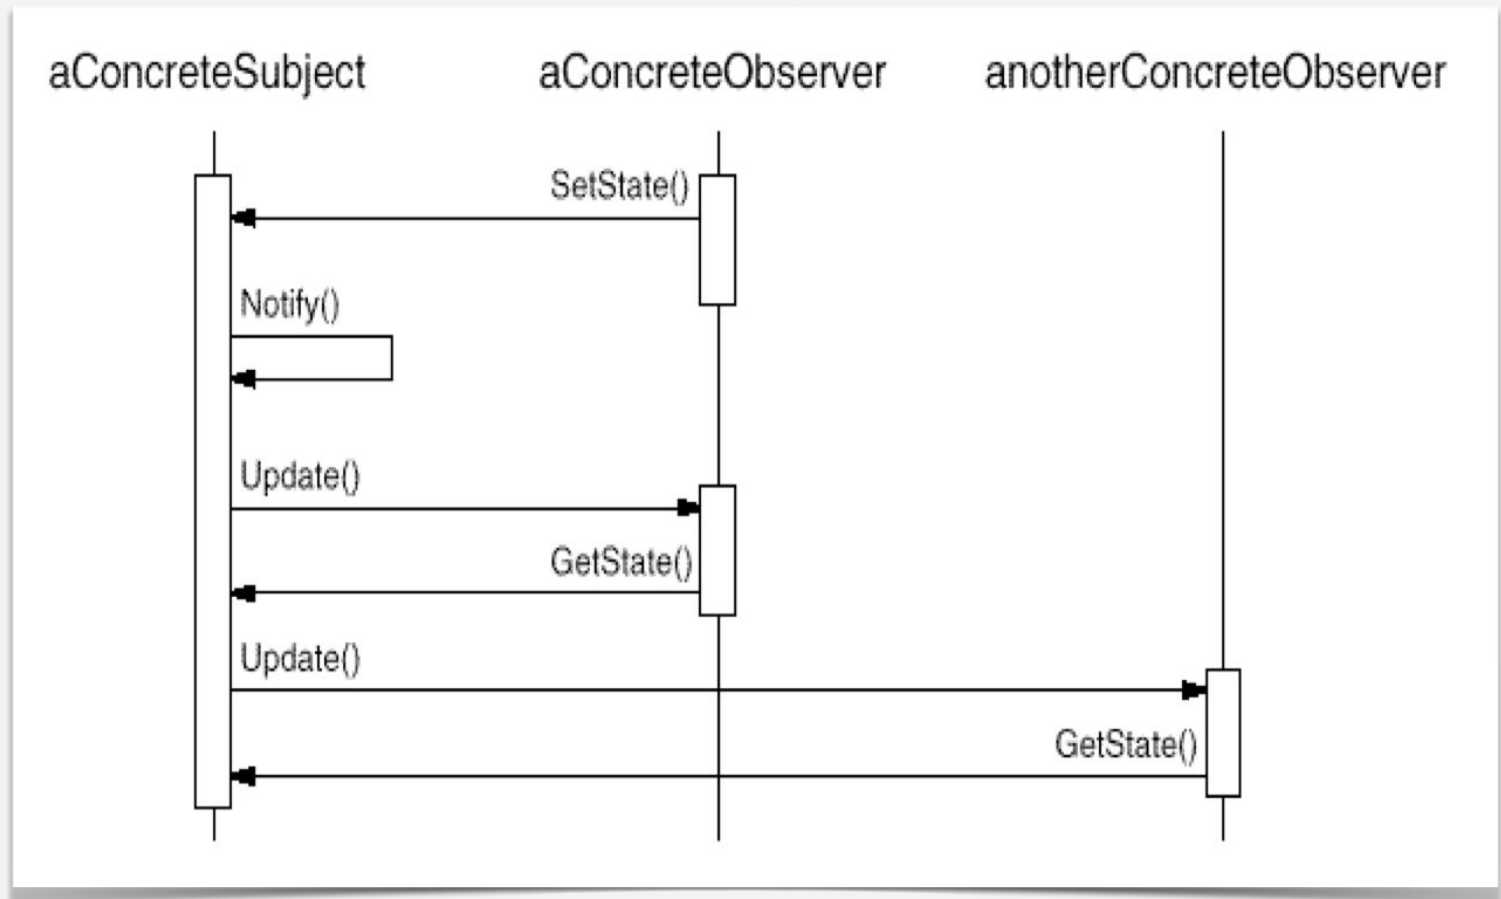 aConcreteSubject
aConcreteObserver
anotherConcreteObserver
SetState()
Notify()
Update()
GetState()
Update()
GetState()